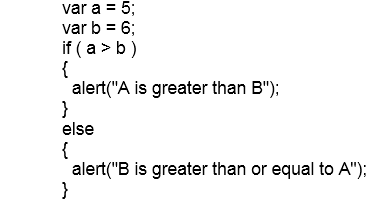 var a = 5;
var b = 6;
if ( a > b )
{
alert("A is greater than B");
}
else
{
alert("B is greater than or equal to A");
}